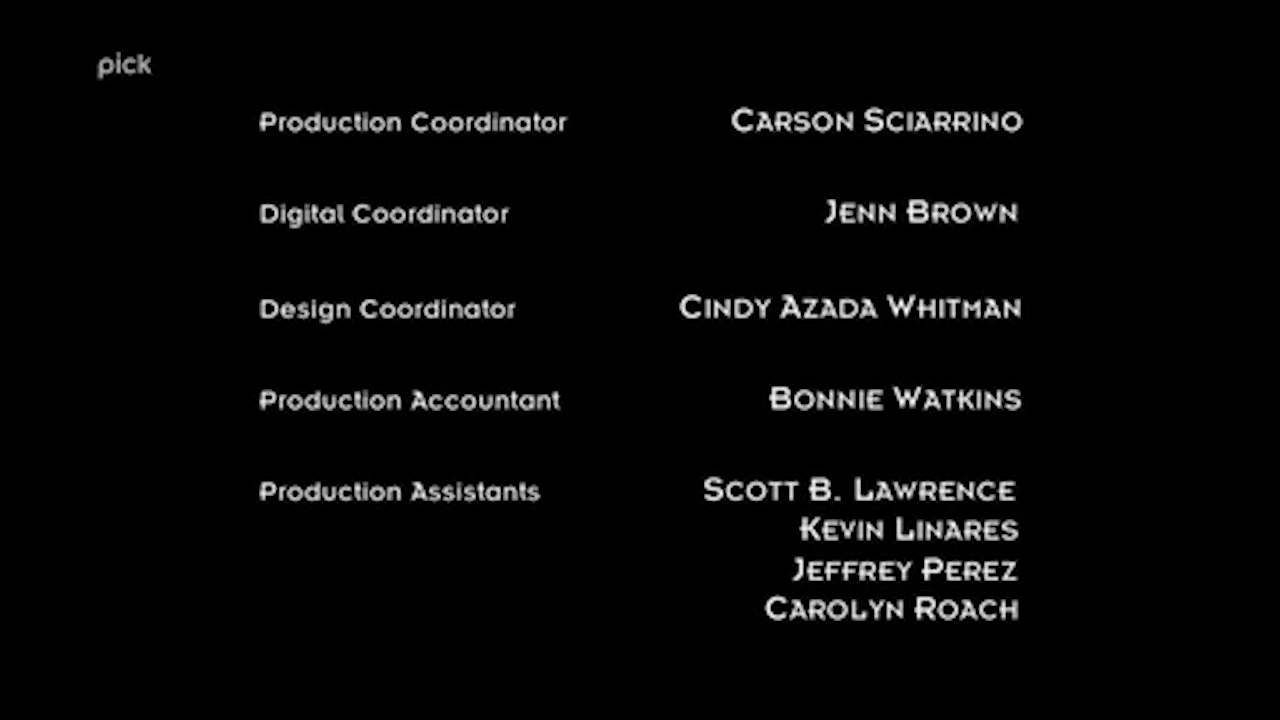 pick
Production Coordinator Carson Sciarrino
Digital Coordinator Jenn Brown
Design Coordinator Cindy Azada Whitman
Production Accountant Bonnie Watkins
Production Assistants Scott B. Lawrence
Kevin Linares
Jeffrey Perez
Carolyn Roach